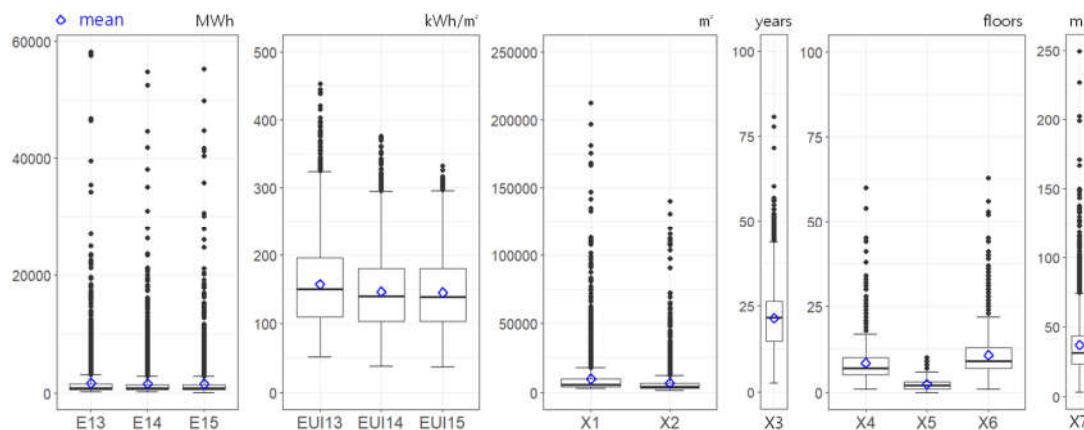 mean MWh kWh/㎡ ㎡ years floors m
60000 500 250000 100 100 250
400 200000 200
40000 75 75
300 150000 150
50 50
20000 200 100000 100
100 50000 25 25 50
0 0 0 0 0 0
E13 E14 E15 EUI13 EUI14 EUI15 X1 X2 X3 X4 X5 X6 X7